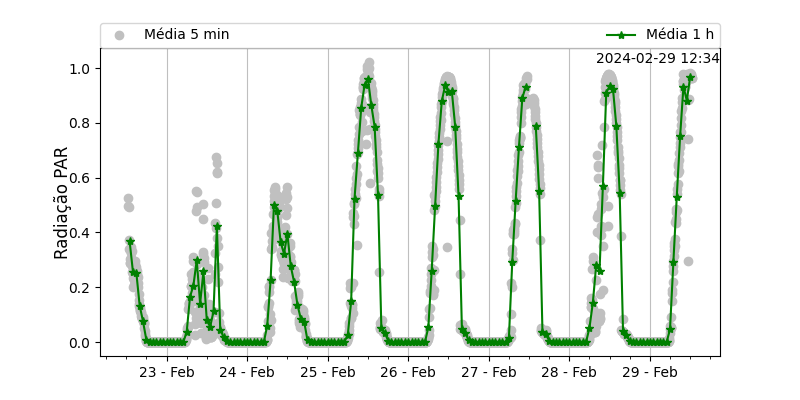 Média 5 min
Média 1 h
2024-02-29 12:34
Radiação PAR
1.0
0.8
0.6
0.4
0.2
0.0
23 - Feb
24 - Feb
25 - Feb
26 - Feb
27 - Feb
28 - Feb
29 - Feb